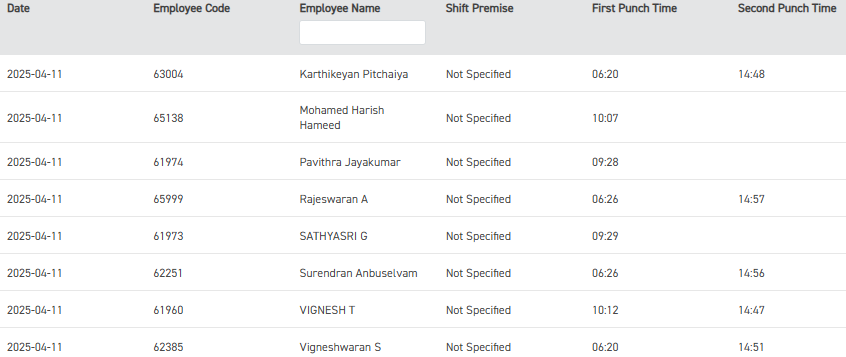 Date Employee Code Employee Name Shift Premise First Punch Time Second Punch Time
2025-04-11 63004 Karthikeyan Pitchaiya Not Specified 06:20 14:48
2025-04-11 65138 Mohamed Harish Hameed Not Specified 10:07
2025-04-11 61974 Pavithra Jayakumar Not Specified 09:28
2025-04-11 65999 Rajeswaran A Not Specified 06:26 14:57
2025-04-11 61973 SATHYASRI G Not Specified 09:29
2025-04-11 62251 Surendran Anbuselvam Not Specified 06:26 14:56
2025-04-11 61960 VIGNESH T Not Specified 10:12 14:47
2025-04-11 62385 Vigneshwaran S Not Specified 06:20 14:51